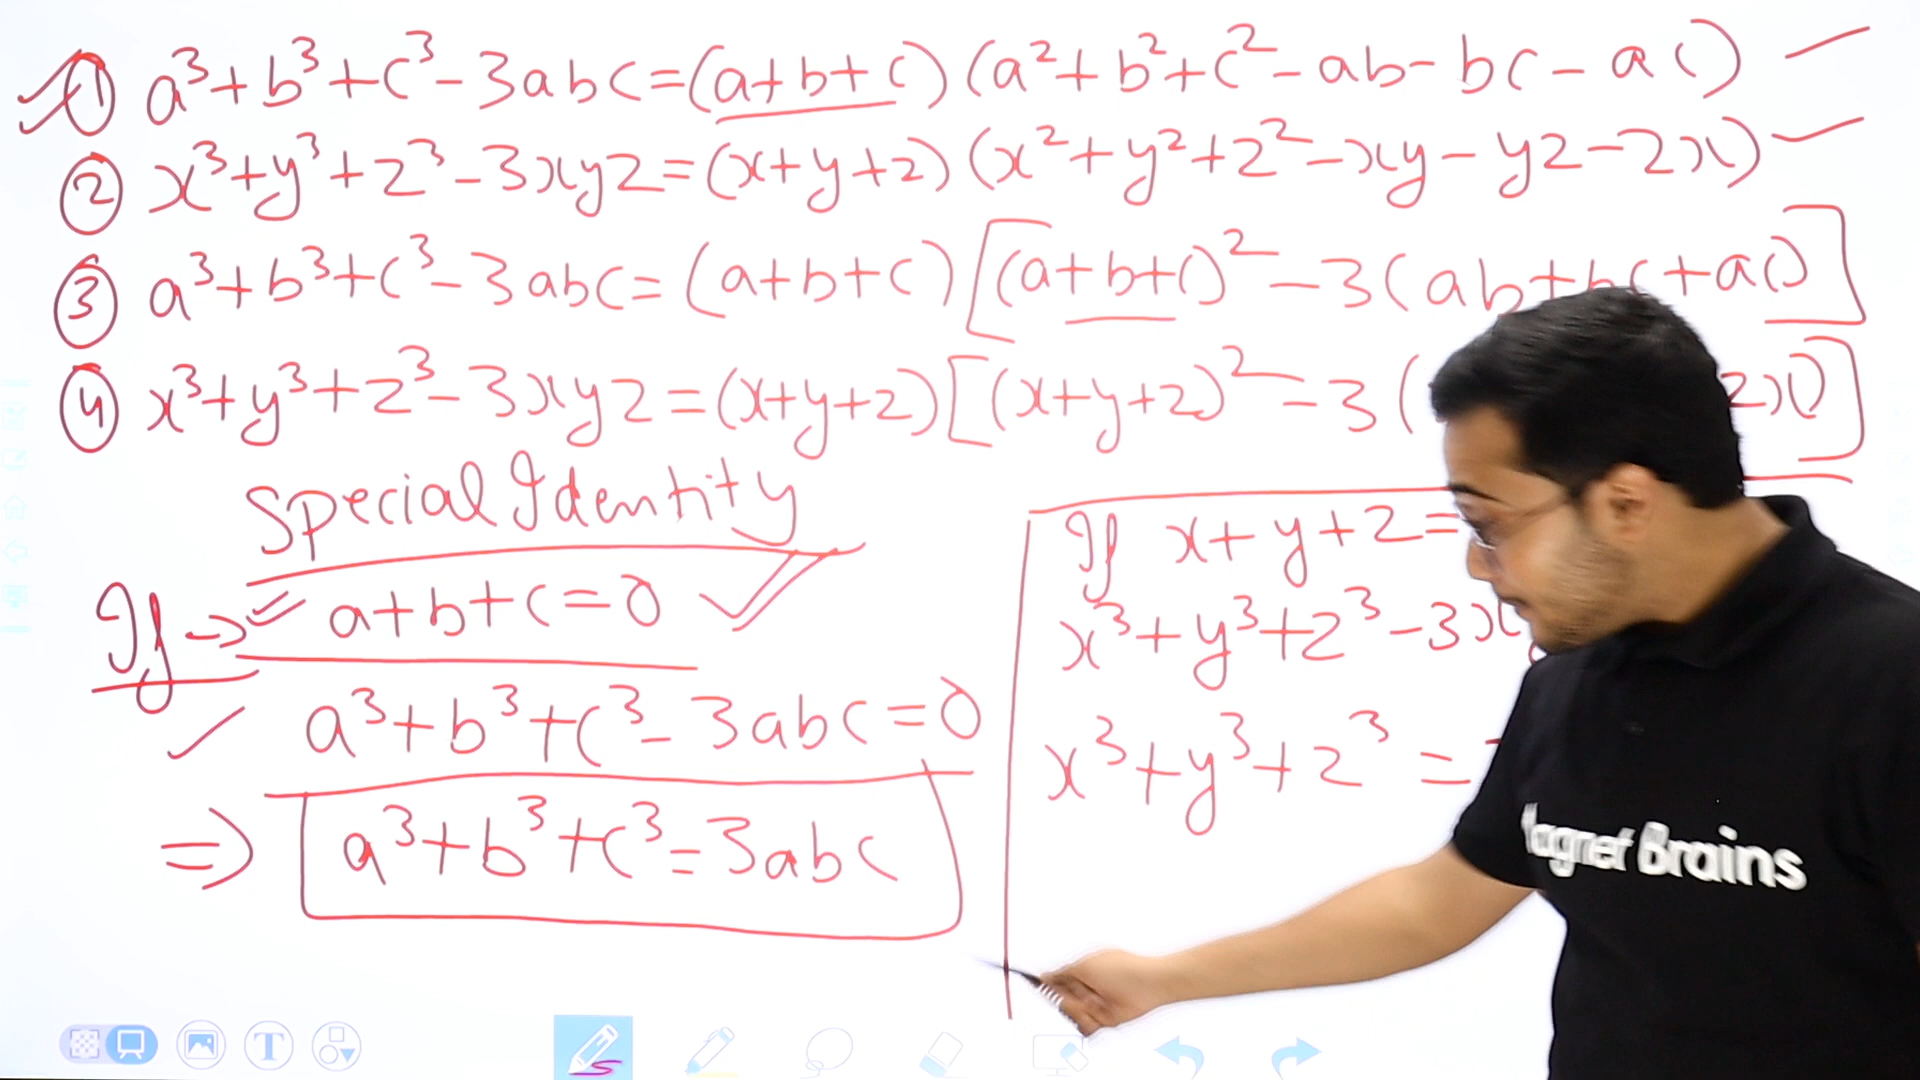 ① a³+b³+c³-3abc=(a+b+c)(a²+b²+c²-ab-bc-ac)
② x³+y³+z³-3xyz=(x+y+z)(x²+y²+z²-xy-yz-zx)
③ a³+b³+c³-3abc=(a+b+c)[(a+b+c)²-3(ab+bc+ac)]
④ x³+y³+z³-3xyz=(x+y+z)[(x+y+z)²-3( zx)]
Special Identity
If → a+b+c=0
a³+b³+c³-3abc=0
⇒ a³+b³+c³=3abc
If x+y+z=
x³+y³+z³-3x
x³+y³+z³=
Magnet Brains
T